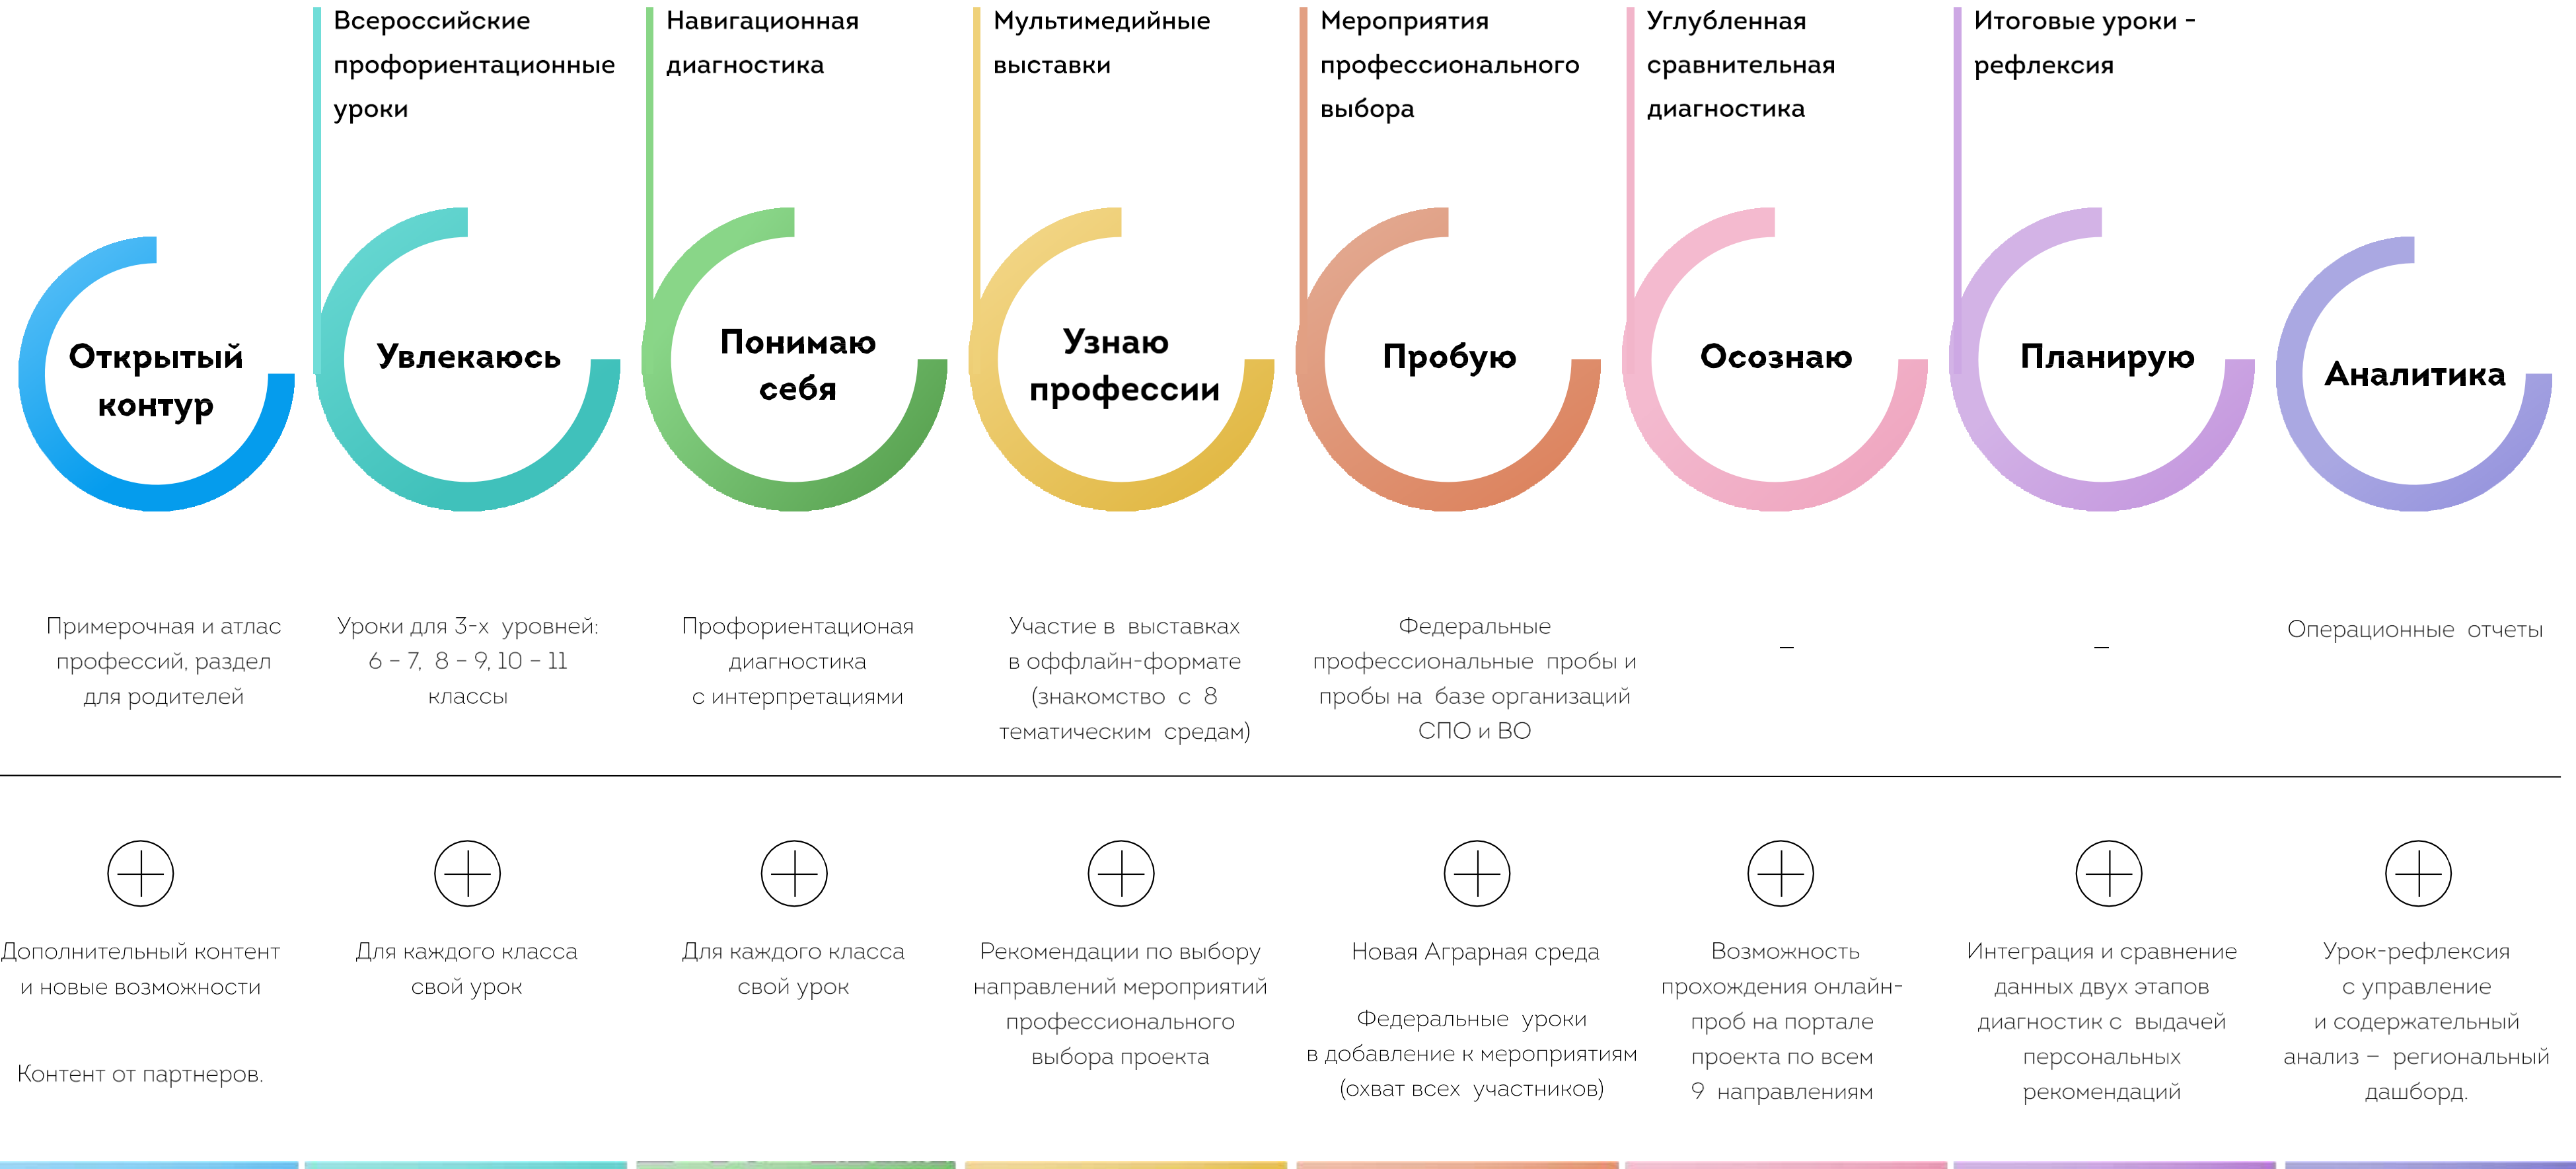 Всероссийские
профориентационные
уроки
Навигационная
диагностика
Мультимедийные
выставки
Мероприятия
профессионального
выбора
Углубленная
сравнительная
диагностика
Итоговые уроки -
рефлексия
Открытый
контур
Увлекаюсь
Понимаю
себя
Узнаю
профессии
Пробую
Осознаю
Планирую
Аналитика
Примерочная и атлас
профессий, раздел
для родителей
Уроки для 3-х уровней:
6 – 7, 8 – 9, 10 – 11
классы
Профориентационая
диагностика
с интерпретациями
Участие в выставках
в оффлайн-формате
(знакомство с 8
тематическим средам)
Федеральные
профессиональные пробы и
пробы на базе организаций
СПО и ВО
–
–
Операционные отчеты
Дополнительный контент
и новые возможности
Контент от партнеров.
Для каждого класса
свой урок
Для каждого класса
свой урок
Рекомендации по выбору
направлений мероприятий
профессионального
выбора проекта
Новая Аграрная среда
Федеральные уроки
в добавление к мероприятиям
(охват всех участников)
Возможность
прохождения онлайн-
проб на портале
проекта по всем
9 направлениям
Интеграция и сравнение
данных двух этапов
диагностик с выдачей
персональных
рекомендаций
Урок-рефлексия
с управление
и содержательный
анализ – региональный
дашборд.